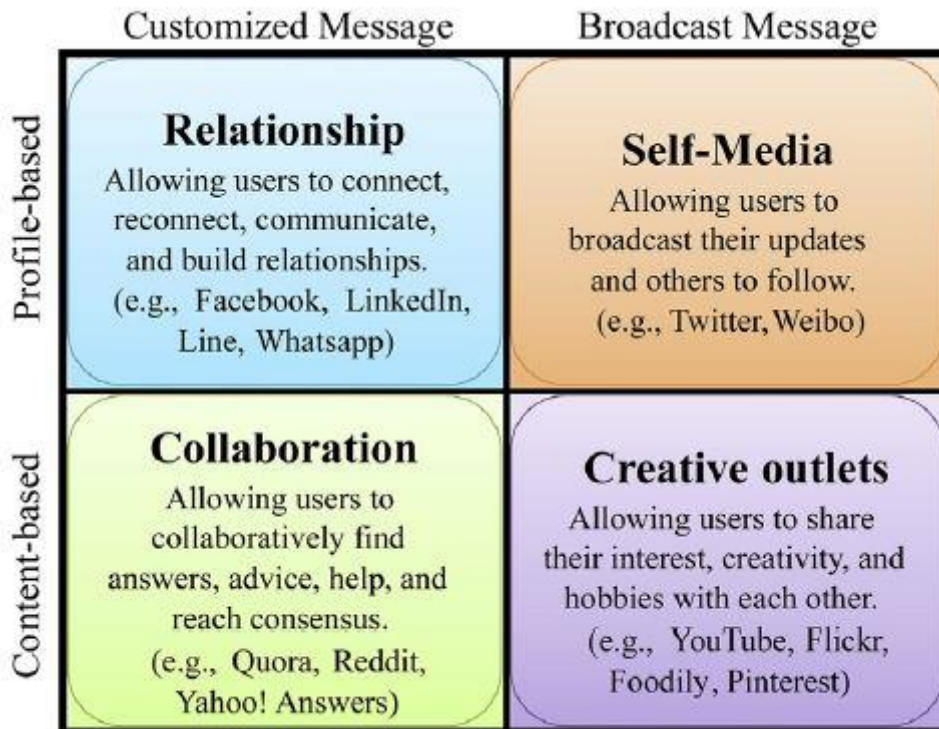 Customized Message
Broadcast Message
Profile-based
Relationship
Allowing users to connect,
reconnect, communicate,
and build relationships.
(e.g., Facebook, LinkedIn,
Line, Whatsapp)
Self-Media
Allowing users to
broadcast their updates
and others to follow.
(e.g., Twitter, Weibo)
Content-based
Collaboration
Allowing users to
collaboratively find
answers, advice, help, and
reach consensus.
(e.g., Quora, Reddit,
Yahoo! Answers)
Creative outlets
Allowing users to share
their interest, creativity, and
hobbies with each other.
(e.g., YouTube, Flickr,
Foodily, Pinterest)